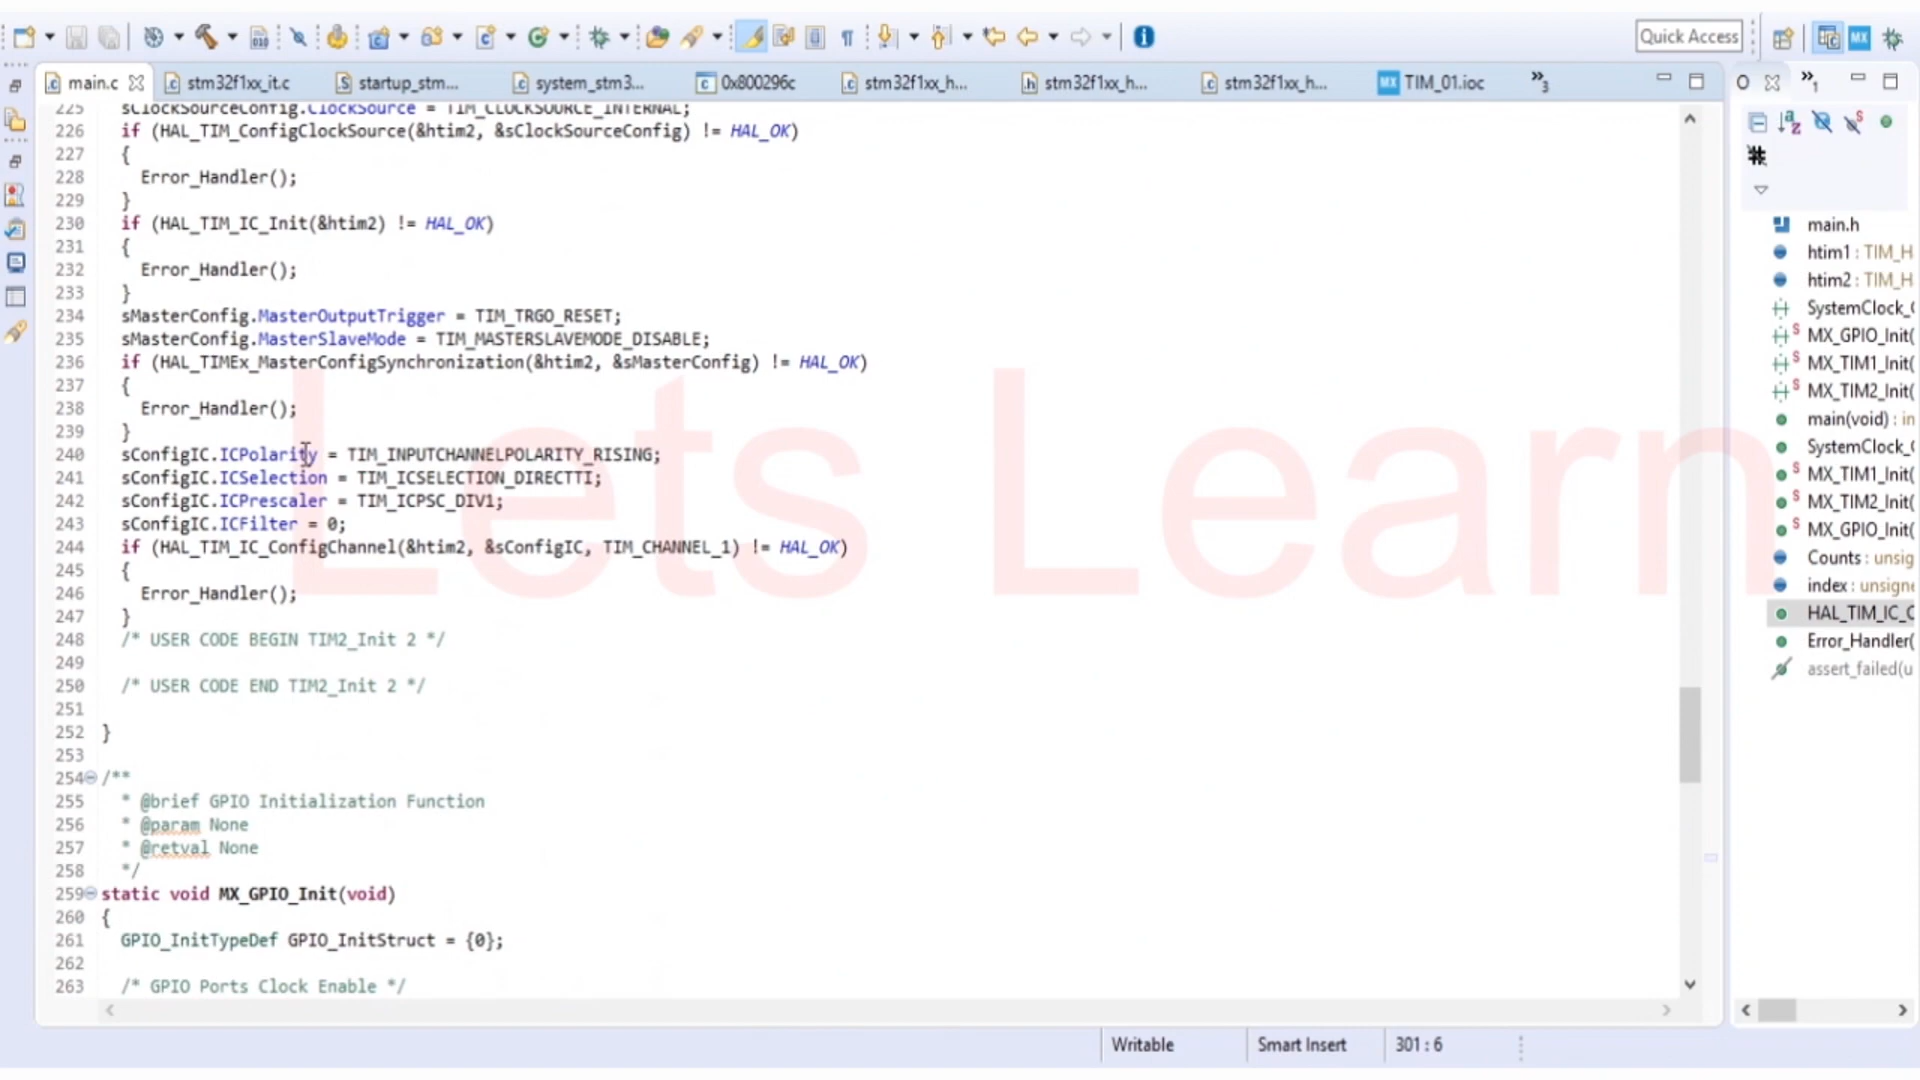 Quick Access
main.c
stm32f1xx_it.c
startup_stm...
system_stm3...
0x800296c
stm32f1xx_h...
stm32f1xx_h...
stm32f1xx_h...
TIM_01.ioc
225 sClockSourceConfig.ClockSource = TIM_CLOCKSOURCE_INTERNAL;
226 if (HAL_TIM_ConfigClockSource(&htim2, &sClockSourceConfig) != HAL_OK)
227 {
228 Error_Handler();
229 }
230 if (HAL_TIM_IC_Init(&htim2) != HAL_OK)
231 {
232 Error_Handler();
233 }
234 sMasterConfig.MasterOutputTrigger = TIM_TRGO_RESET;
235 sMasterConfig.MasterSlaveMode = TIM_MASTERSLAVEMODE_DISABLE;
236 if (HAL_TIMEx_MasterConfigSynchronization(&htim2, &sMasterConfig) != HAL_OK)
237 {
238 Error_Handler();
239 }
240 sConfigIC.ICPolarity = TIM_INPUTCHANNELPOLARITY_RISING;
241 sConfigIC.ICSelection = TIM_ICSELECTION_DIRECTTI;
242 sConfigIC.ICPrescaler = TIM_ICPSC_DIV1;
243 sConfigIC.ICFilter = 0;
244 if (HAL_TIM_IC_ConfigChannel(&htim2, &sConfigIC, TIM_CHANNEL_1) != HAL_OK)
245 {
246 Error_Handler();
247 }
248 /* USER CODE BEGIN TIM2_Init 2 */
249
250 /* USER CODE END TIM2_Init 2 */
251
252 }
253
254 /**
255 * @brief GPIO Initialization Function
256 * @param None
257 * @retval None
258 */
259 static void MX_GPIO_Init(void)
260 {
261 GPIO_InitTypeDef GPIO_InitStruct = {0};
262
263 /* GPIO Ports Clock Enable */
Lets Learn
main.h
htim1 : TIM_H
htim2 : TIM_H
SystemClock_C
MX_GPIO_Init(
MX_TIM1_Init(
MX_TIM2_Init(
main(void) : in
SystemClock_C
MX_TIM1_Init(
MX_TIM2_Init(
MX_GPIO_Init(
Counts : unsig
index : unsigne
HAL_TIM_IC_C
Error_Handler(
assert_failed(u
Writable
Smart Insert
301 : 6